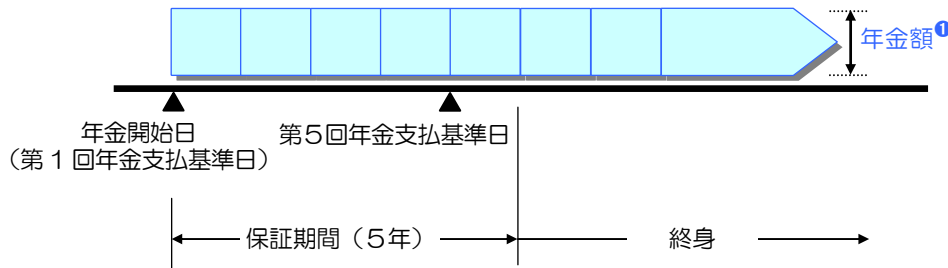 年金額❶
年金開始日
（第１回年金支払基準日）
第５回年金支払基準日
保証期間（５年）
終身